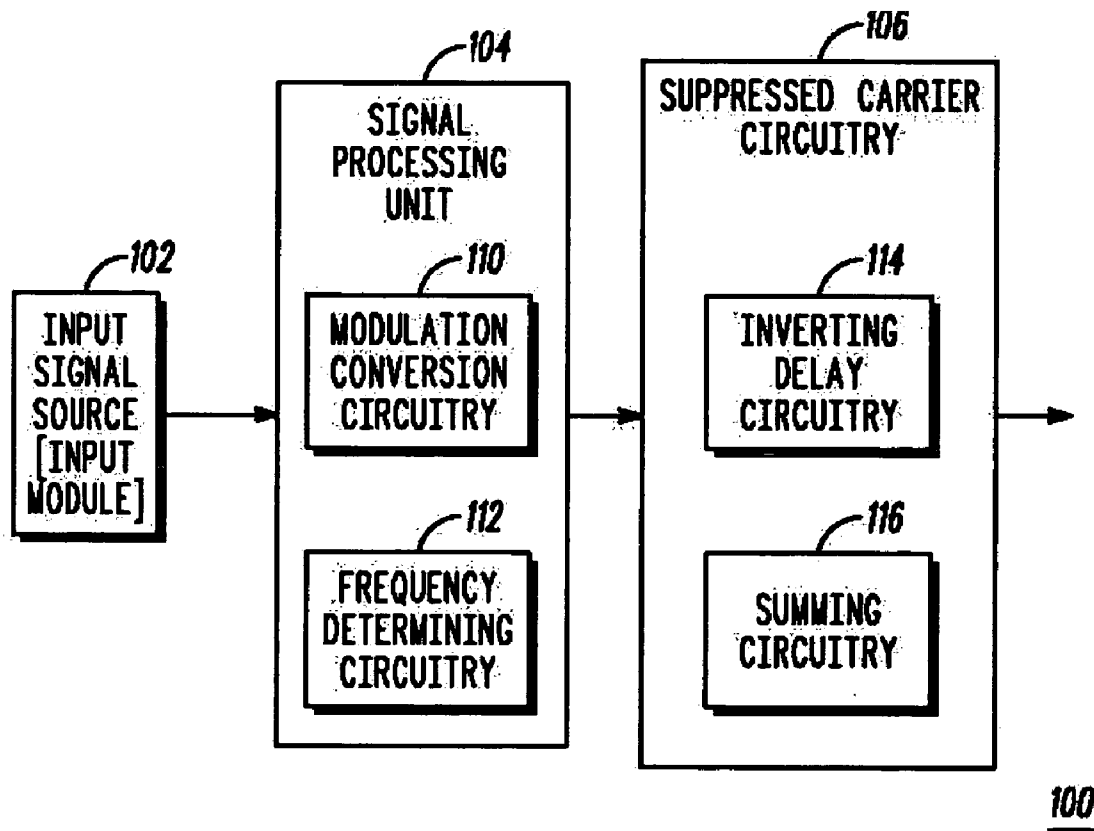 104
106
SIGNAL
PROCESSING
UNIT
SUPPRESSED CARRIER
CIRCUITRY
102
INPUT
SIGNAL
SOURCE
[INPUT
MODULE]
110
MODULATION
CONVERSION
CIRCUITRY
114
INVERTING
DELAY
CIRCUITRY
112
FREQUENCY
DETERMINING
CIRCUITRY
116
SUMMING
CIRCUITRY
100